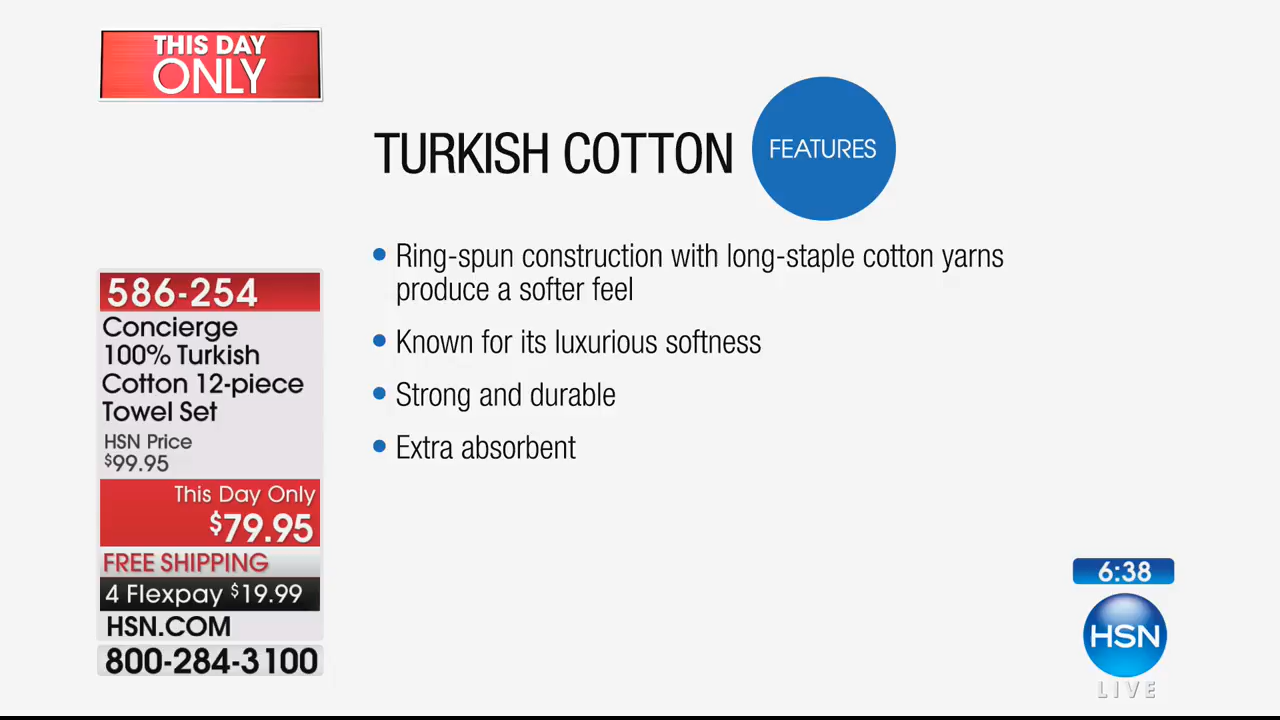 THIS DAY
ONLY
TURKISH COTTON
FEATURES
Ring-spun construction with long-staple cotton yarns
produce a softer feel
Known for its luxurious softness
Strong and durable
Extra absorbent
586-254
Concierge
100% Turkish
Cotton 12-piece
Towel Set
HSN Price
$99.95
This Day Only
$79.95
FREE SHIPPING
4 Flexpay $19.99
HSN.COM
800-284-3100
6:38
HSN
LIVE